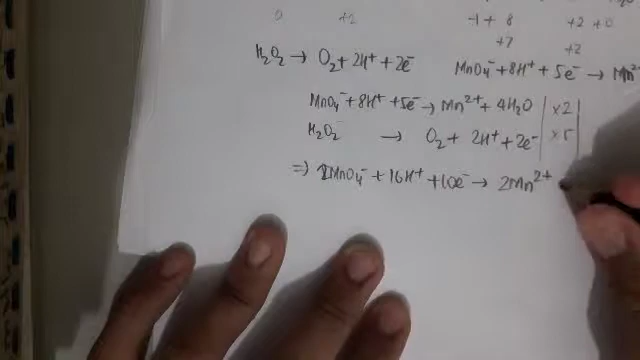 0 +2 -1 + 8 +2 + 0
+7 +2
H₂O₂ → O₂ + 2H⁺ + 2e⁻ MnO₄⁻ + 8H⁺ + 5e⁻ → Mn²⁺
MnO₄⁻ + 8H⁺ + 5e⁻ → Mn²⁺ + 4H₂O | × 2 |
H₂O₂ → O₂ + 2H⁺ + 2e⁻ | × 5 |
⇒ 2MnO₄⁻ + 16H⁺ + 10e⁻ → 2Mn²⁺